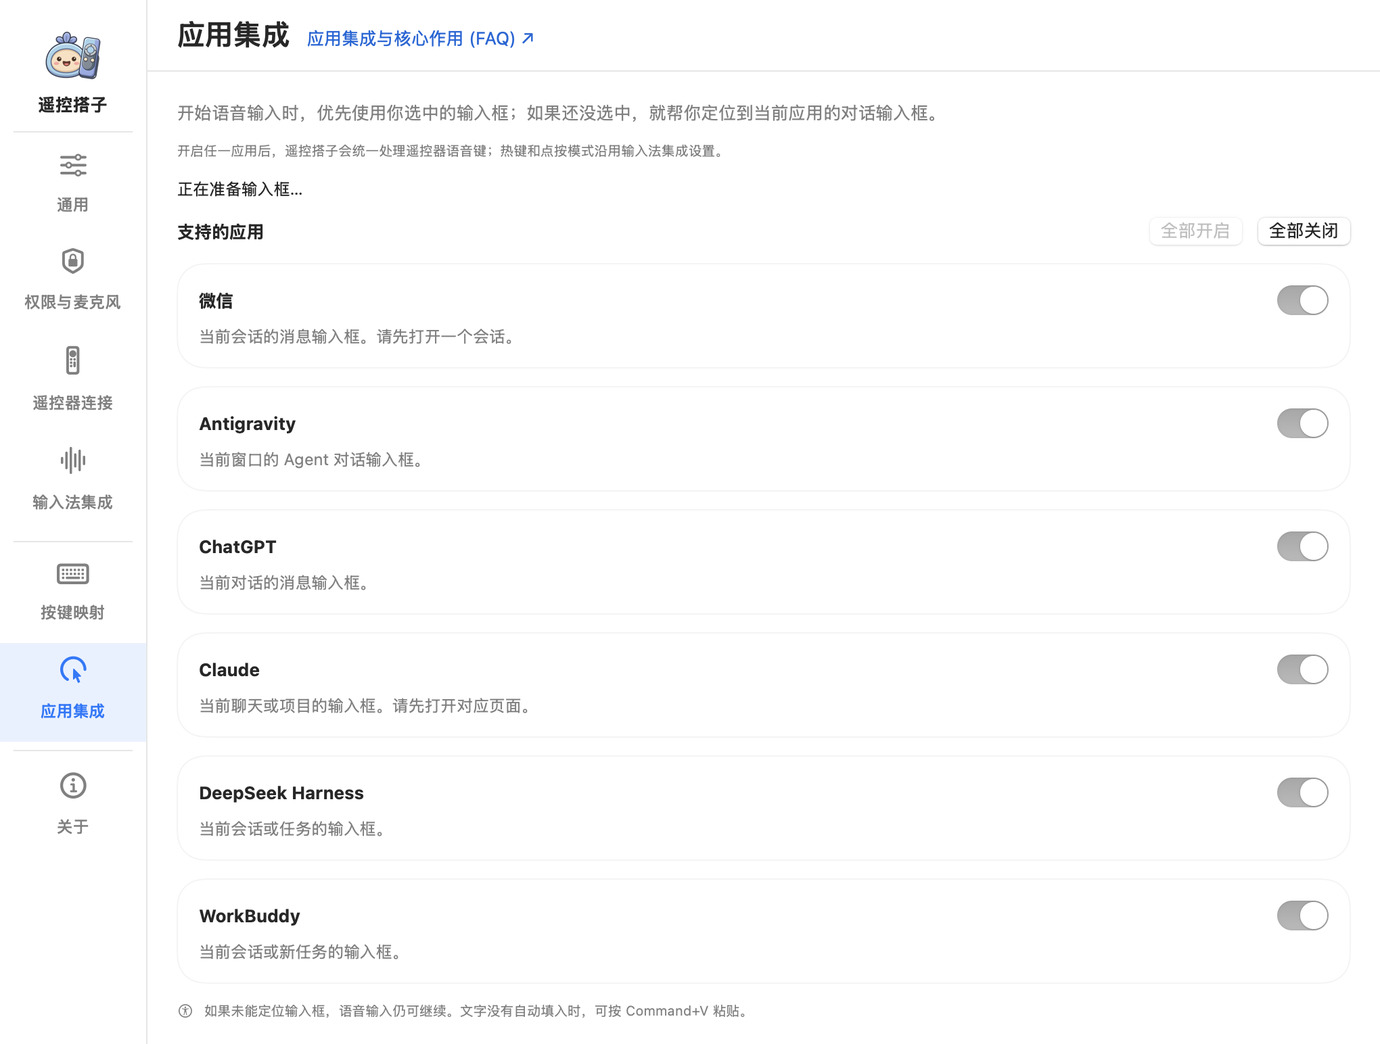 遥控搭子
通用
权限与麦克风
遥控器连接
输入法集成
按键映射
应用集成
关于
应用集成 应用集成与核心作用 (FAQ) ↗
开始语音输入时，优先使用你选中的输入框；如果还没选中，就帮你定位到当前应用的对话输入框。
开启任一应用后，遥控搭子会统一处理遥控器语音键；热键和点按模式沿用输入法集成设置。
正在准备输入框...
支持的应用 全部开启 全部关闭
微信
当前会话的消息输入框。请先打开一个会话。
Antigravity
当前窗口的 Agent 对话输入框。
ChatGPT
当前对话的消息输入框。
Claude
当前聊天或项目的输入框。请先打开对应页面。
DeepSeek Harness
当前会话或任务的输入框。
WorkBuddy
当前会话或新任务的输入框。
如果未能定位输入框，语音输入仍可继续。文字没有自动填入时，可按 Command+V 粘贴。